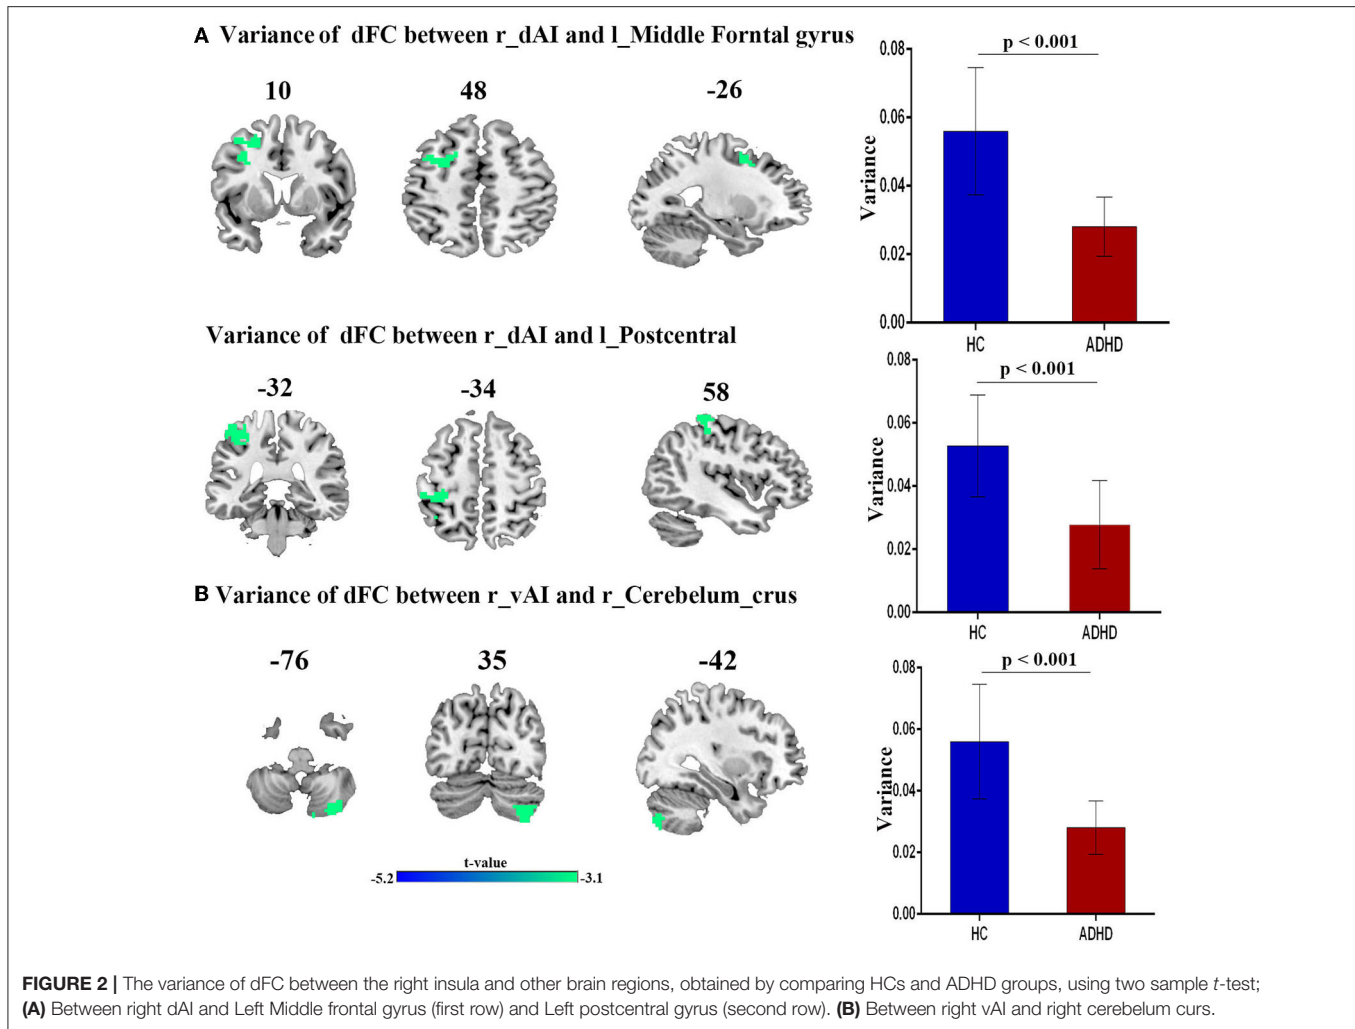 A Variance of dFC between r_dAI and l_Middle Forntal gyrus
10
48
-26
0.08
0.06
0.04
0.02
0.00
Variance
p < 0.001
HC
ADHD
Variance of dFC between r_dAI and l_Postcentral
-32
-34
58
0.08
0.06
0.04
0.02
0.00
Variance
p < 0.001
HC
ADHD
B Variance of dFC between r_vAI and r_Cerebelum_crus
-76
35
-42
0.08
0.06
0.04
0.02
0.00
Variance
p < 0.001
HC
ADHD
t-value
-5.2
-3.1
FIGURE 2 | The variance of dFC between the right insula and other brain regions, obtained by comparing HCs and ADHD groups, using two sample t-test;
(A) Between right dAI and Left Middle frontal gyrus (first row) and Left postcentral gyrus (second row). (B) Between right vAI and right cerebelum curs.